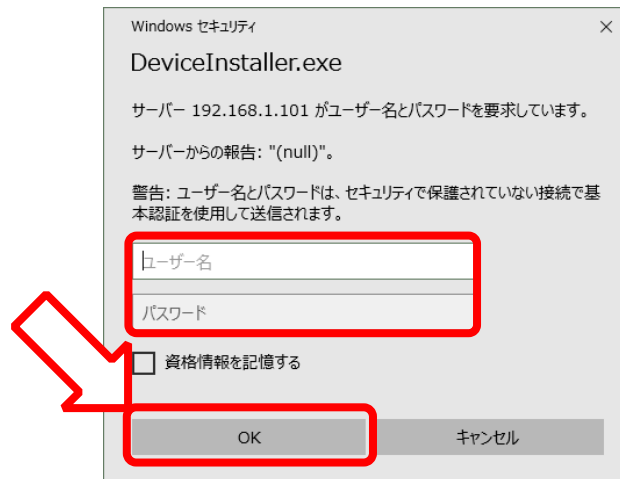 Windows セキュリティ
DeviceInstaller.exe
サーバー 192.168.1.101 がユーザー名とパスワードを要求しています。
サーバーからの報告: "(null)"。
警告: ユーザー名とパスワードは、セキュリティで保護されていない接続で基
本認証を使用して送信されます。
ユーザー名
パスワード
資格情報を記憶する
OK
キャンセル